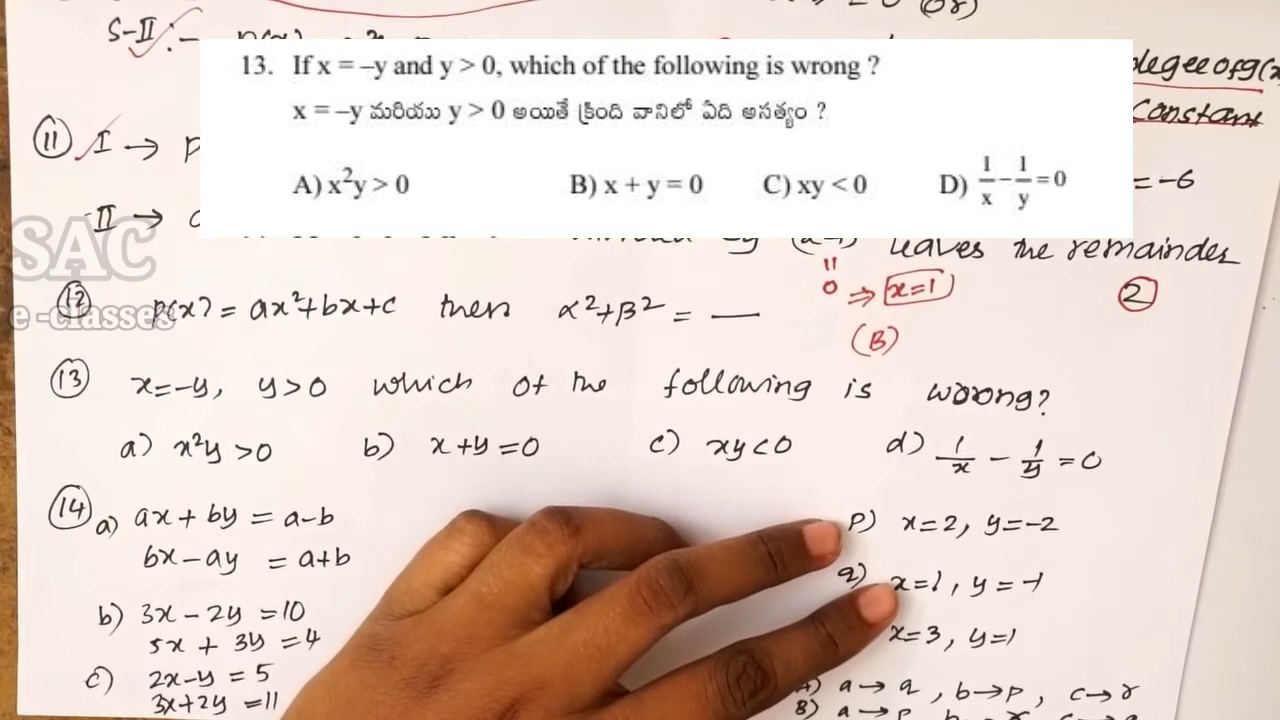 S-II :-
degree of g(x
13. If x = –y and y > 0, which of the following is wrong ?
Constant
x = –y మరియు y > 0 అయితే క్రింది వానిలో ఏది అసత్యం ?
11 I → P
= -6
A) x²y > 0 B) x + y = 0 C) xy < 0 D) 1/x – 1/y = 0
II →
SAC
leaves the remainder
11
0 ⇒ x=1
2
e -classes
12 P(x) = ax²+bx+c then α²+β² = —
(B)
13 x=-y, y>0 which of the following is wrong?
a) x²y >0 b) x+y=0 c) xy<0 d) 1/x - 1/y = 0
14 a) ax + by = a-b
bx - ay = a+b
b) 3x - 2y = 10
5x + 3y = 4
c) 2x-y = 5
3x+2y = 11
P) x=2, y=-2
q) x=1, y=-1
x=3, y=1
A) a→q, b→p, c→r
B) a→p